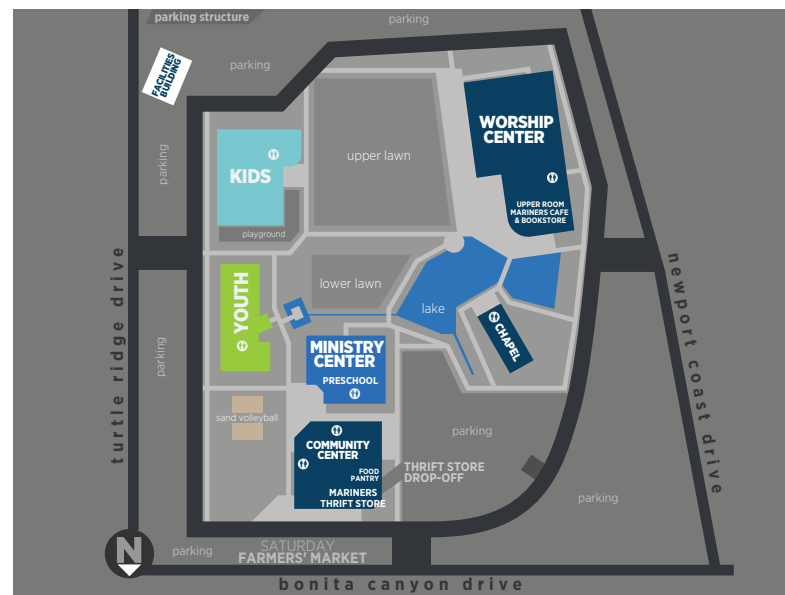 parking structure
parking
parking
FACILITIES
BUILDING
WORSHIP
CENTER
upper lawn
parking
KIDS
UPPER ROOM
MARINERS CAFE
& BOOKSTORE
playground
turtle ridge drive
newport coast drive
YOUTH
lower lawn
lake
CHAPEL
MINISTRY
CENTER
PRESCHOOL
parking
sand volleyball
parking
COMMUNITY
CENTER
FOOD
PANTRY
MARINERS
THRIFT STORE
THRIFT STORE
DROP-OFF
parking
N
parking
SATURDAY
FARMERS' MARKET
bonita canyon drive